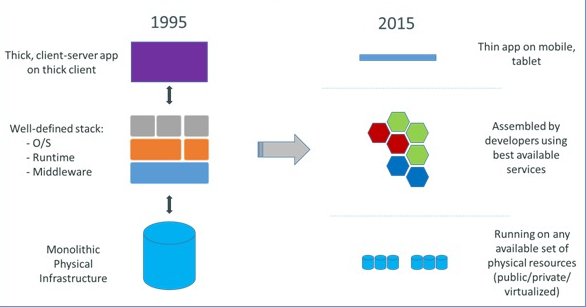 1995
2015
Thick, client-server app
on thick client
Thin app on mobile,
tablet
Well-defined stack:
- O/S
- Runtime
- Middleware
Assembled by
developers using
best available
services
Monolithic
Physical
Infrastructure
Running on any
available set of
physical resources
(public/private/
virtualized)